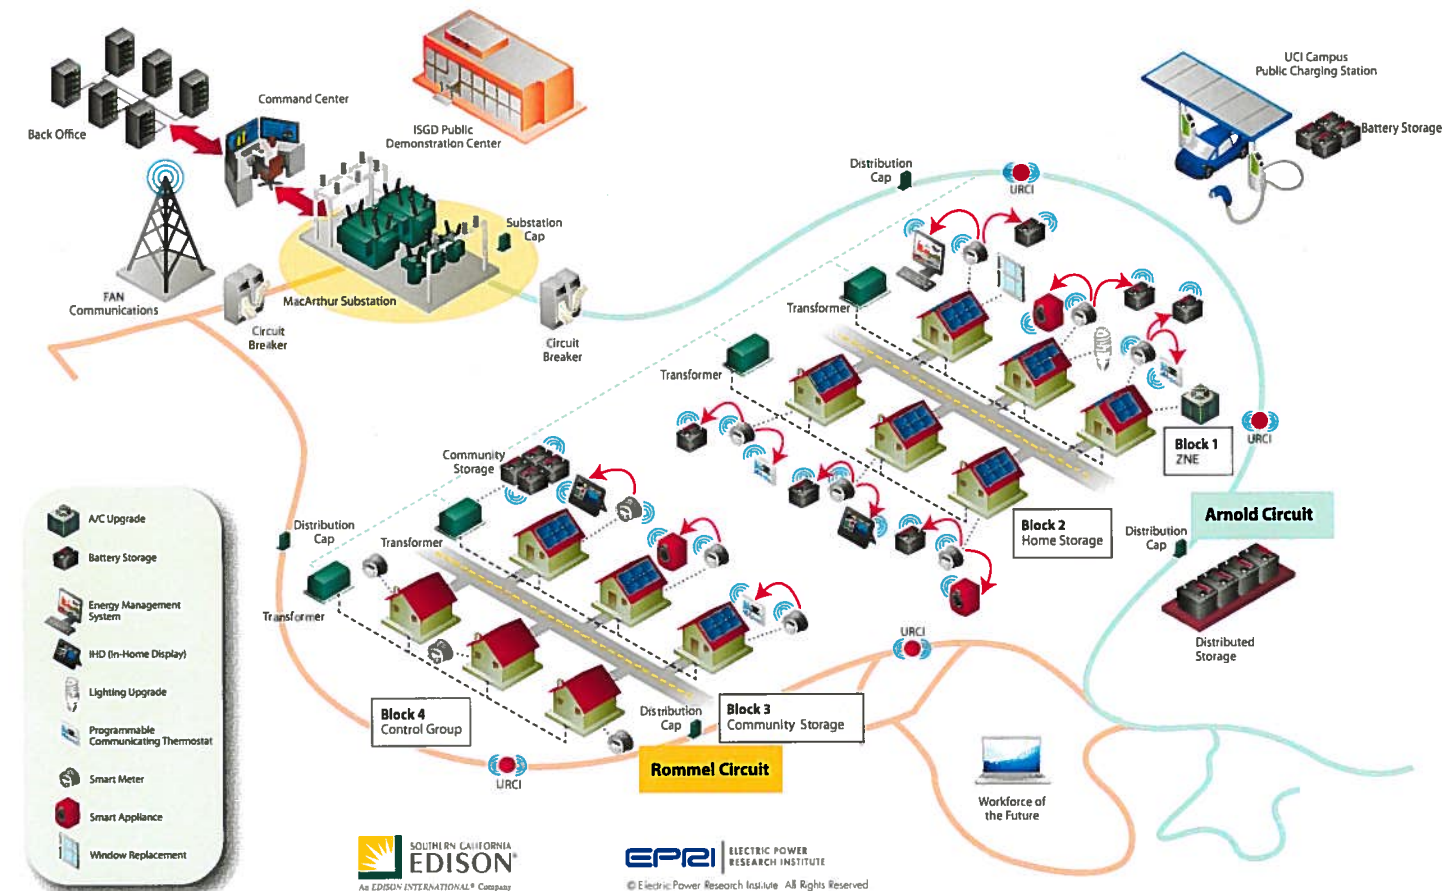 Back Office
Command Center
ISGD Public
Demonstration Center
UCI Campus
Public Charging Station
Battery Storage
Distribution
Cap
URCI
Substation
Cap
FAN
Communications
MacArthur Substation
Circuit
Breaker
Circuit
Breaker
Transformer
Transformer
URCI
Block 1
ZNE
Community
Storage
Block 2
Home Storage
Arnold Circuit
Distribution
Cap
Distribution
Cap
Transformer
Transformer
URCI
Distributed
Storage
Block 4
Control Group
Distribution
Cap
Block 3
Community Storage
Rommel Circuit
URCI
Workforce of
the Future
A/C Upgrade
Battery Storage
Energy Management
System
IHD (In-Home Display)
Lighting Upgrade
Programmable
Communicating Thermostat
Smart Meter
Smart Appliance
Window Replacement
SOUTHERN CALIFORNIA
EDISON®
An EDISON INTERNATIONAL® Company
EPRI
ELECTRIC POWER
RESEARCH INSTITUTE
© Electric Power Research Institute All Rights Reserved